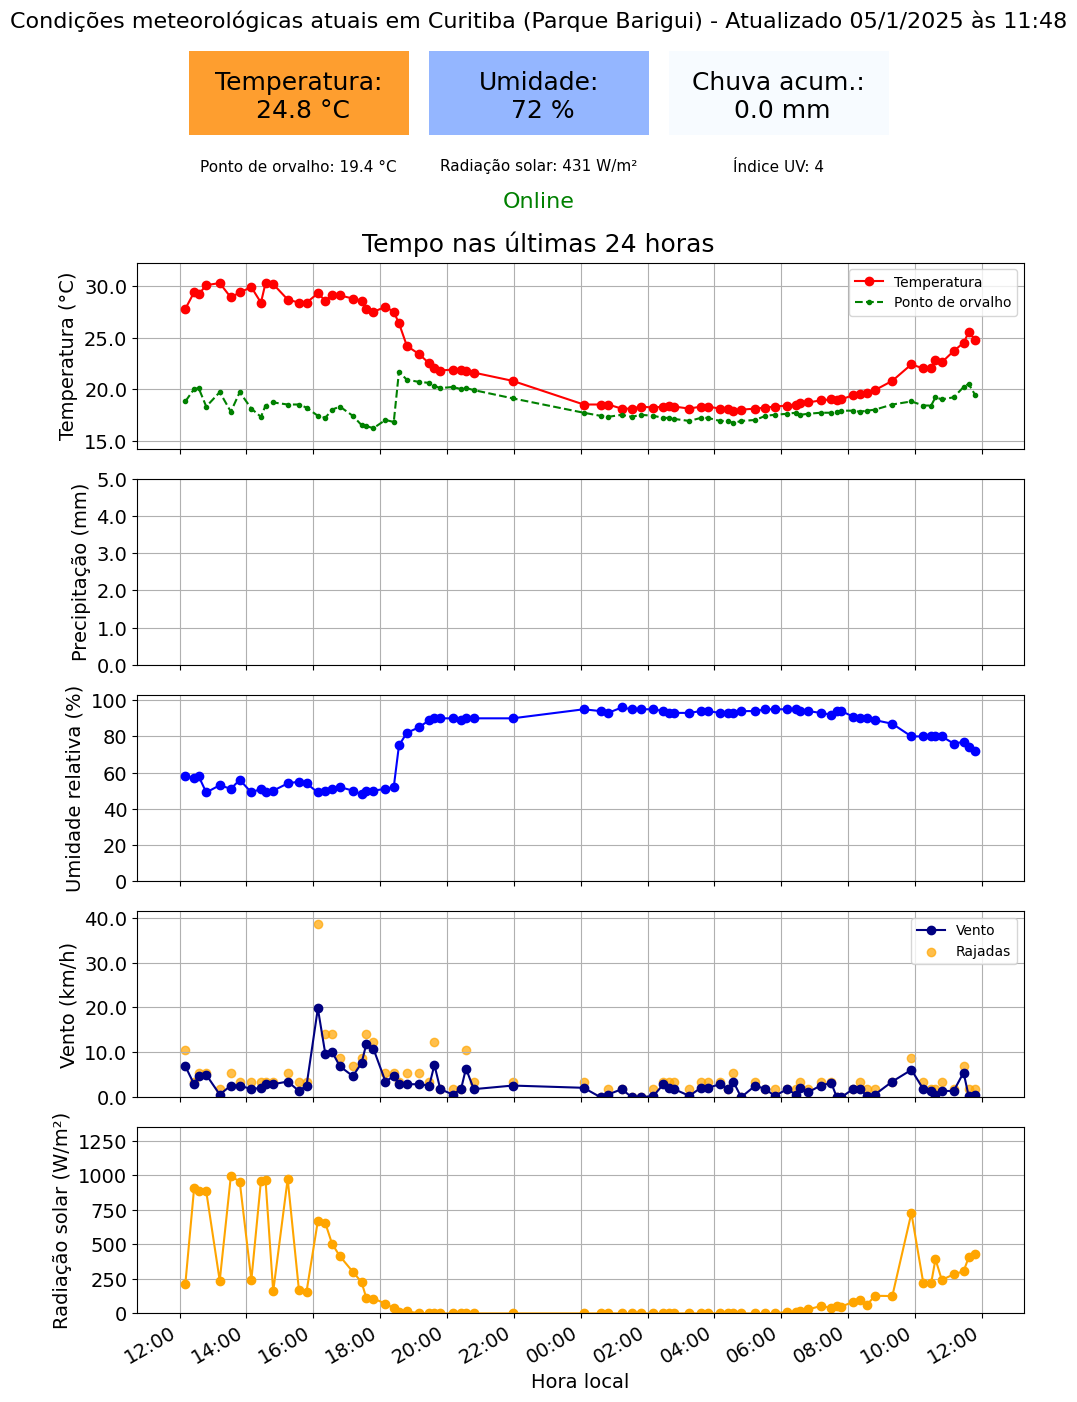 Condições meteorológicas atuais em Curitiba (Parque Barigui) - Atualizado 05/1/2025 às 11:48
Temperatura:
24.8 °C
Umidade:
72 %
Chuva acum.:
0.0 mm
Ponto de orvalho: 19.4 °C
Radiação solar: 431 W/m²
Índice UV: 4
Online
Tempo nas últimas 24 horas
Temperatura (°C)
30.0
25.0
20.0
15.0
Temperatura
Ponto de orvalho
Precipitação (mm)
5.0
4.0
3.0
2.0
1.0
0.0
Umidade relativa (%)
100
80
60
40
20
0
Vento (km/h)
40.0
30.0
20.0
10.0
0.0
Vento
Rajadas
Radiação solar (W/m²)
1250
1000
750
500
250
0
12:00
14:00
16:00
18:00
20:00
22:00
00:00
02:00
04:00
06:00
08:00
10:00
12:00
Hora local